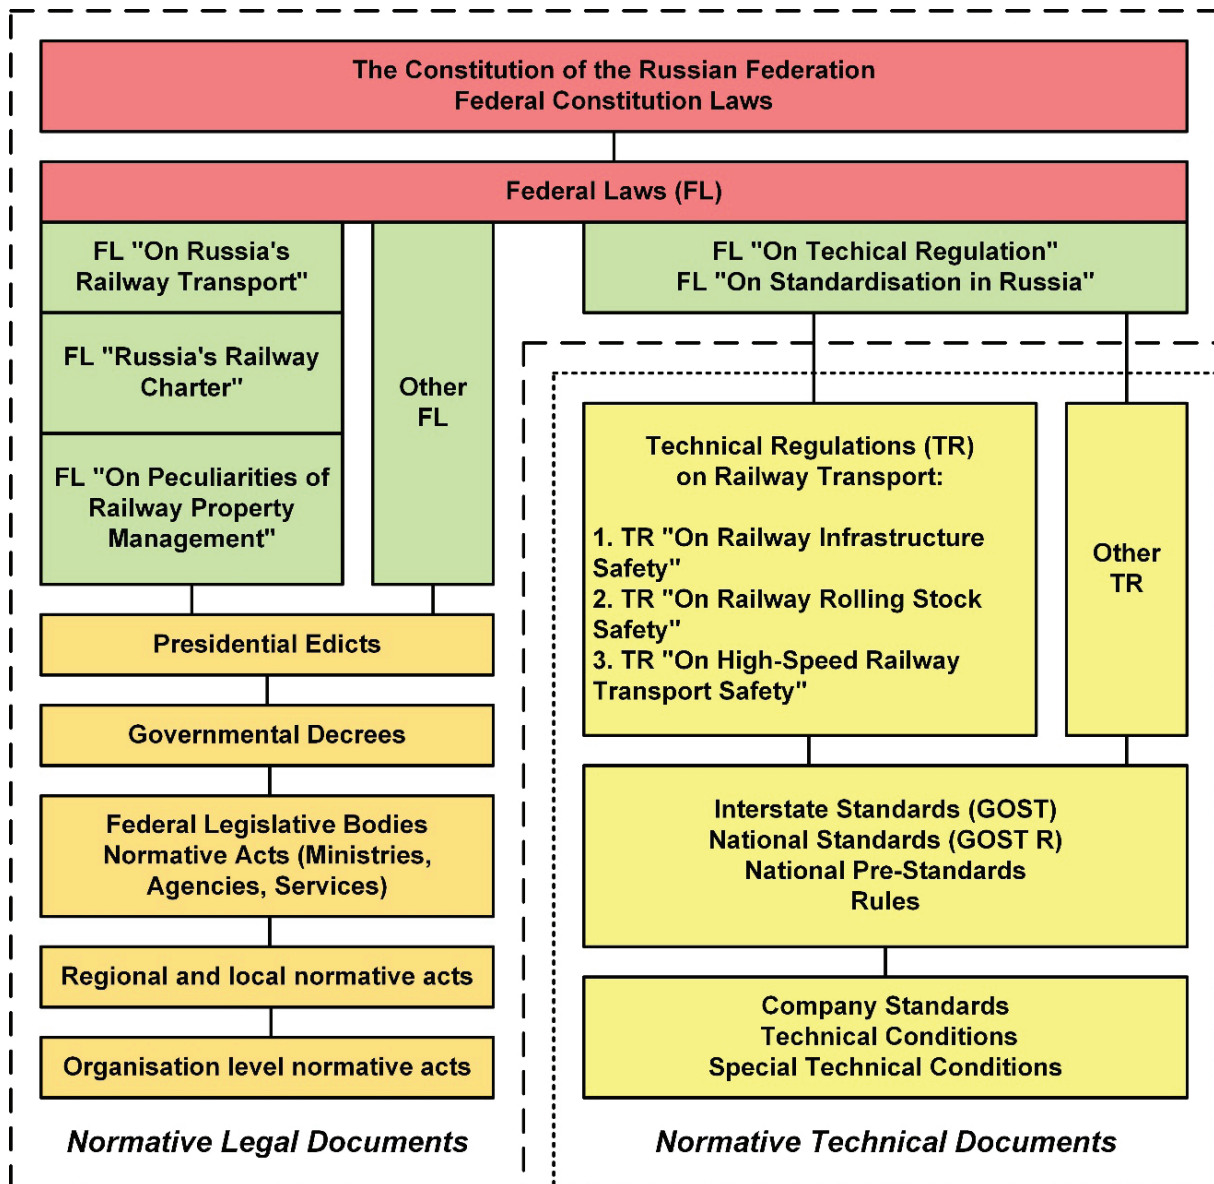 The Constitution of the Russian Federation
Federal Constitution Laws
Federal Laws (FL)
FL "On Russia's
Railway Transport"
FL "Russia's Railway
Charter"
FL "On Peculiarities of
Railway Property
Management"
Other
FL
FL "On Techical Regulation"
FL "On Standardisation in Russia"
Presidential Edicts
Governmental Decrees
Federal Legislative Bodies
Normative Acts (Ministries,
Agencies, Services)
Regional and local normative acts
Organisation level normative acts
Normative Legal Documents
Technical Regulations (TR)
on Railway Transport:
1. TR "On Railway Infrastructure
Safety"
2. TR "On Railway Rolling Stock
Safety"
3. TR "On High-Speed Railway
Transport Safety"
Other
TR
Interstate Standards (GOST)
National Standards (GOST R)
National Pre-Standards
Rules
Company Standards
Technical Conditions
Special Technical Conditions
Normative Technical Documents